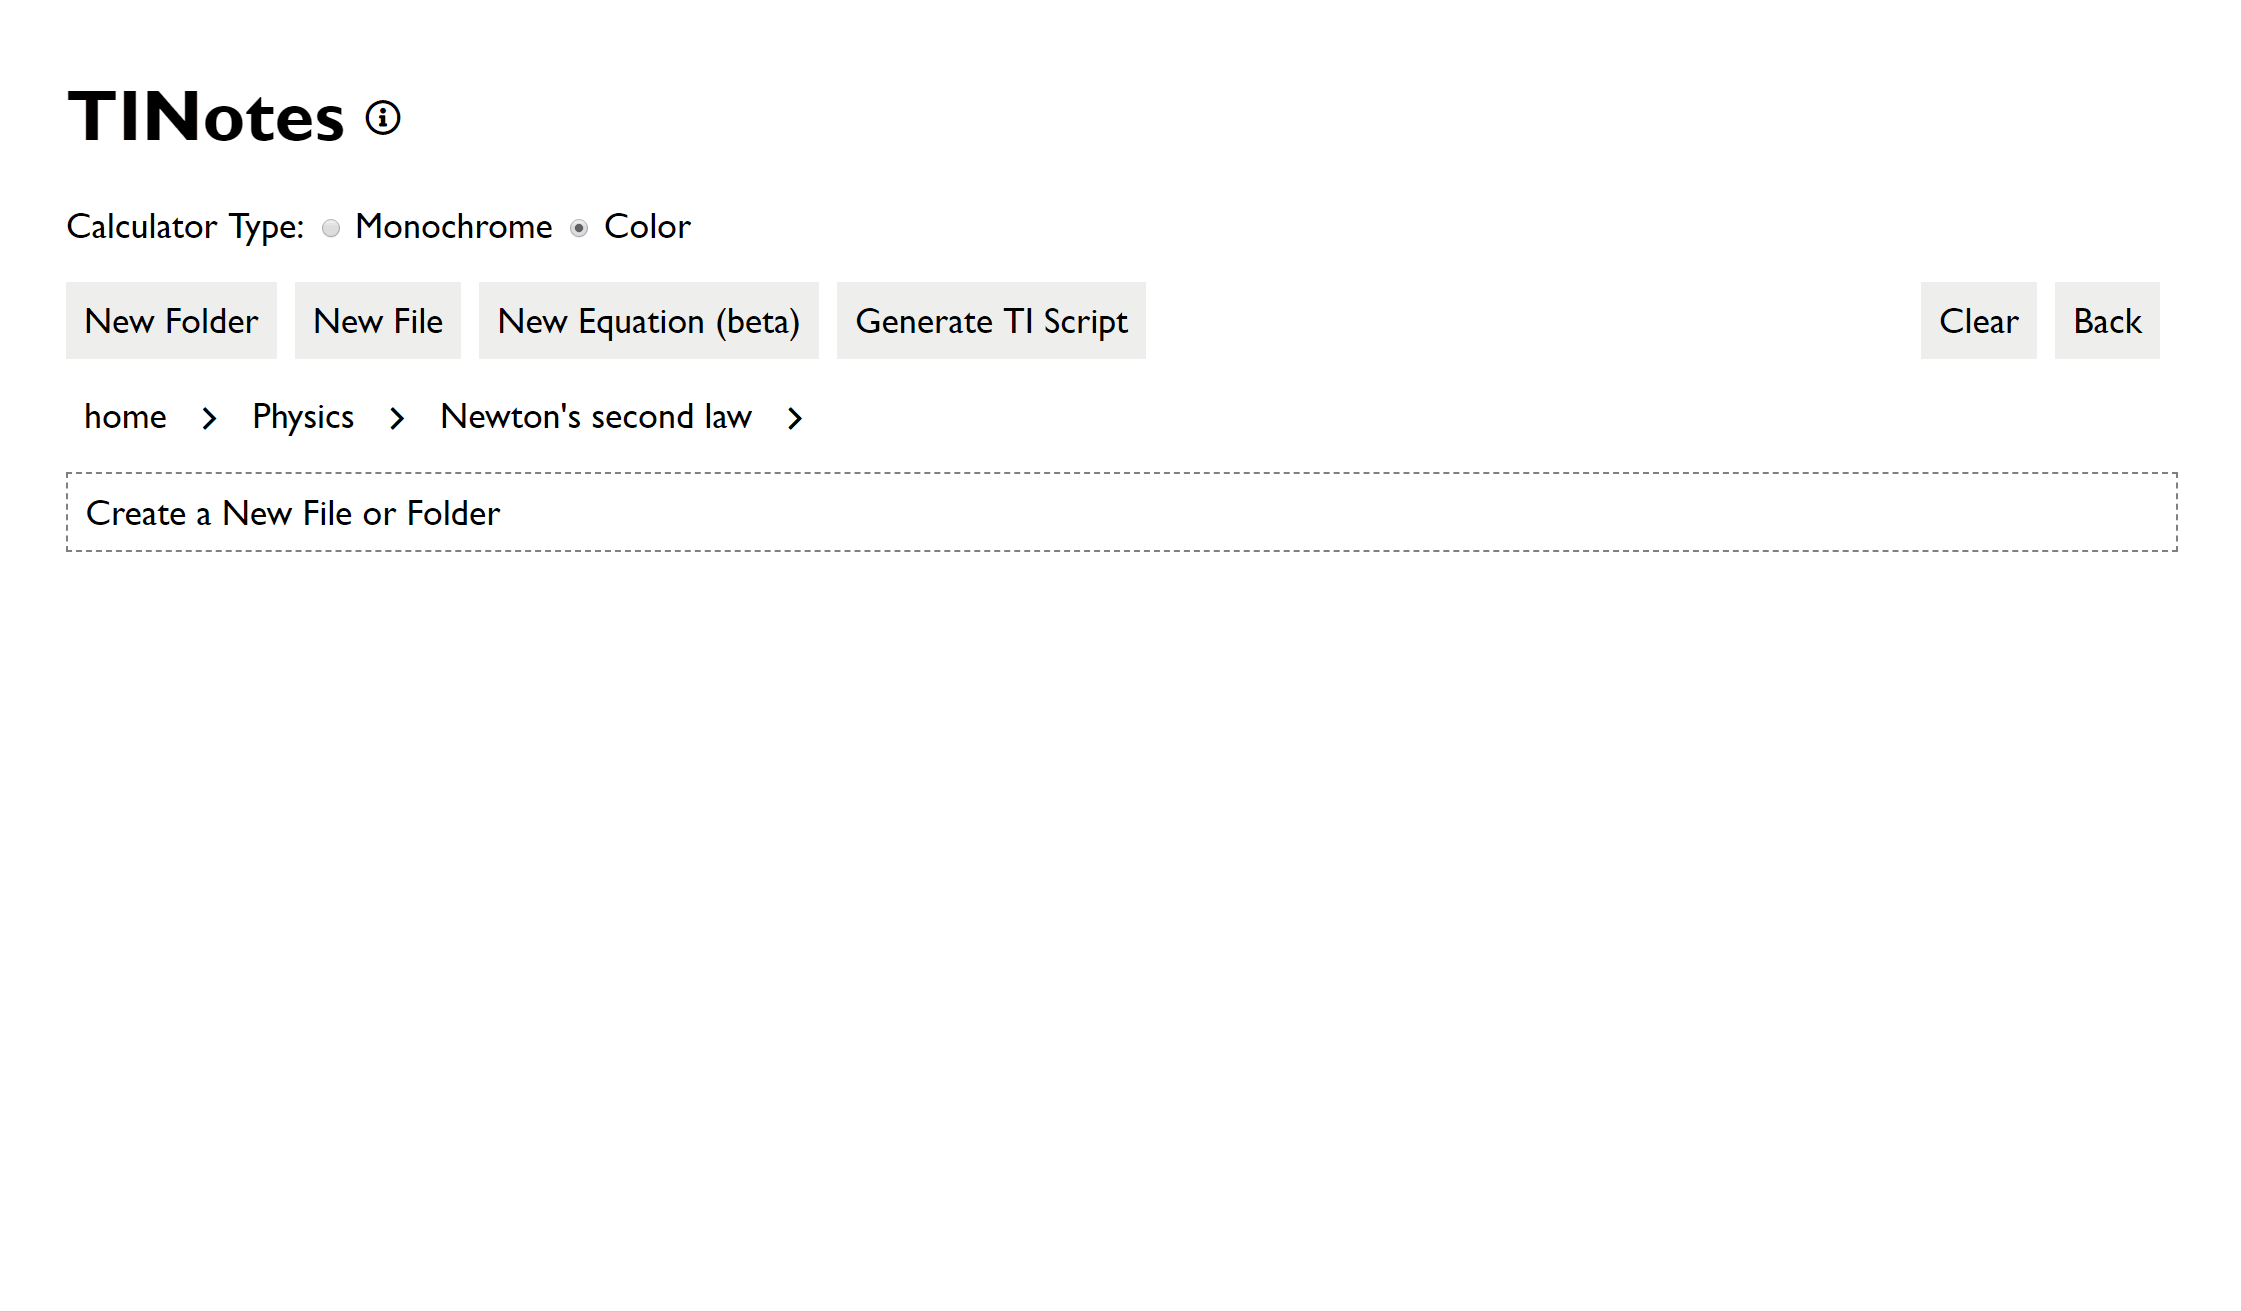 TINotes
Calculator Type: Monochrome Color
New Folder New File New Equation (beta) Generate TI Script Clear Back
home Physics Newton's second law
Create a New File or Folder